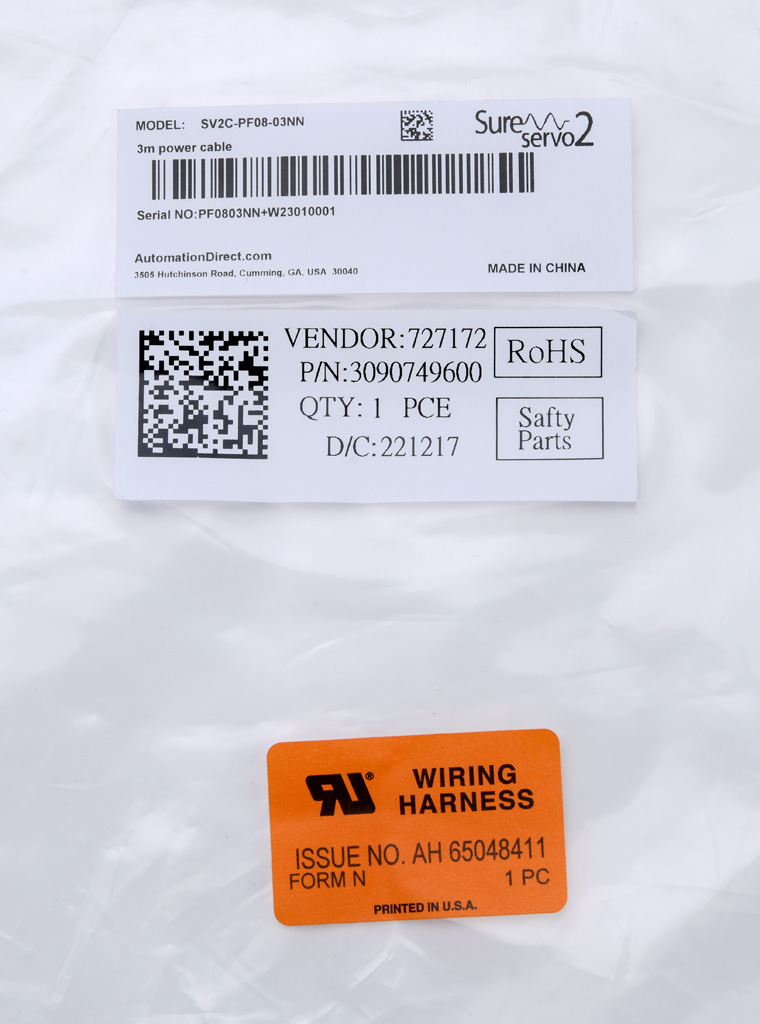 MODEL: SV2C-PF08-03NN
Sure servo2
3m power cable
Serial NO:PF0803NN+W23010001
AutomationDirect.com
3505 Hutchinson Road, Cumming, GA, USA 30040
MADE IN CHINA
VENDOR:727172
P/N:3090749600
QTY: 1 PCE
D/C:221217
RoHS
Safty
Parts
RU® WIRING
HARNESS
ISSUE NO. AH 65048411
FORM N 1 PC
PRINTED IN U.S.A.